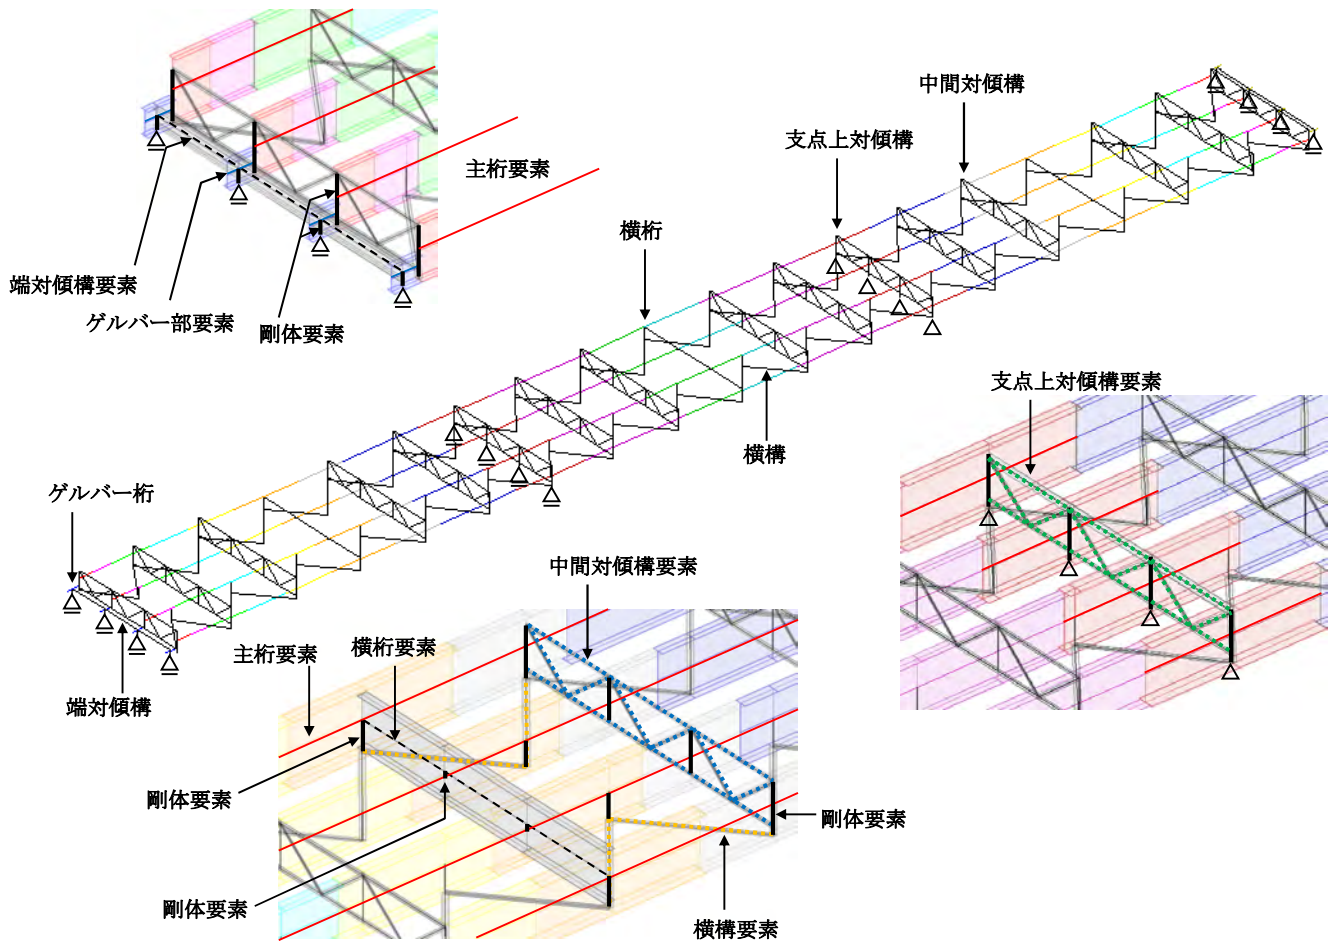 主桁要素
端対傾構要素
ゲルバー部要素
剛体要素
中間対傾構
支点上対傾構
横桁
横構
ゲルバー桁
端対傾構
支点上対傾構要素
中間対傾構要素
主桁要素
横桁要素
剛体要素
剛体要素
剛体要素
横構要素